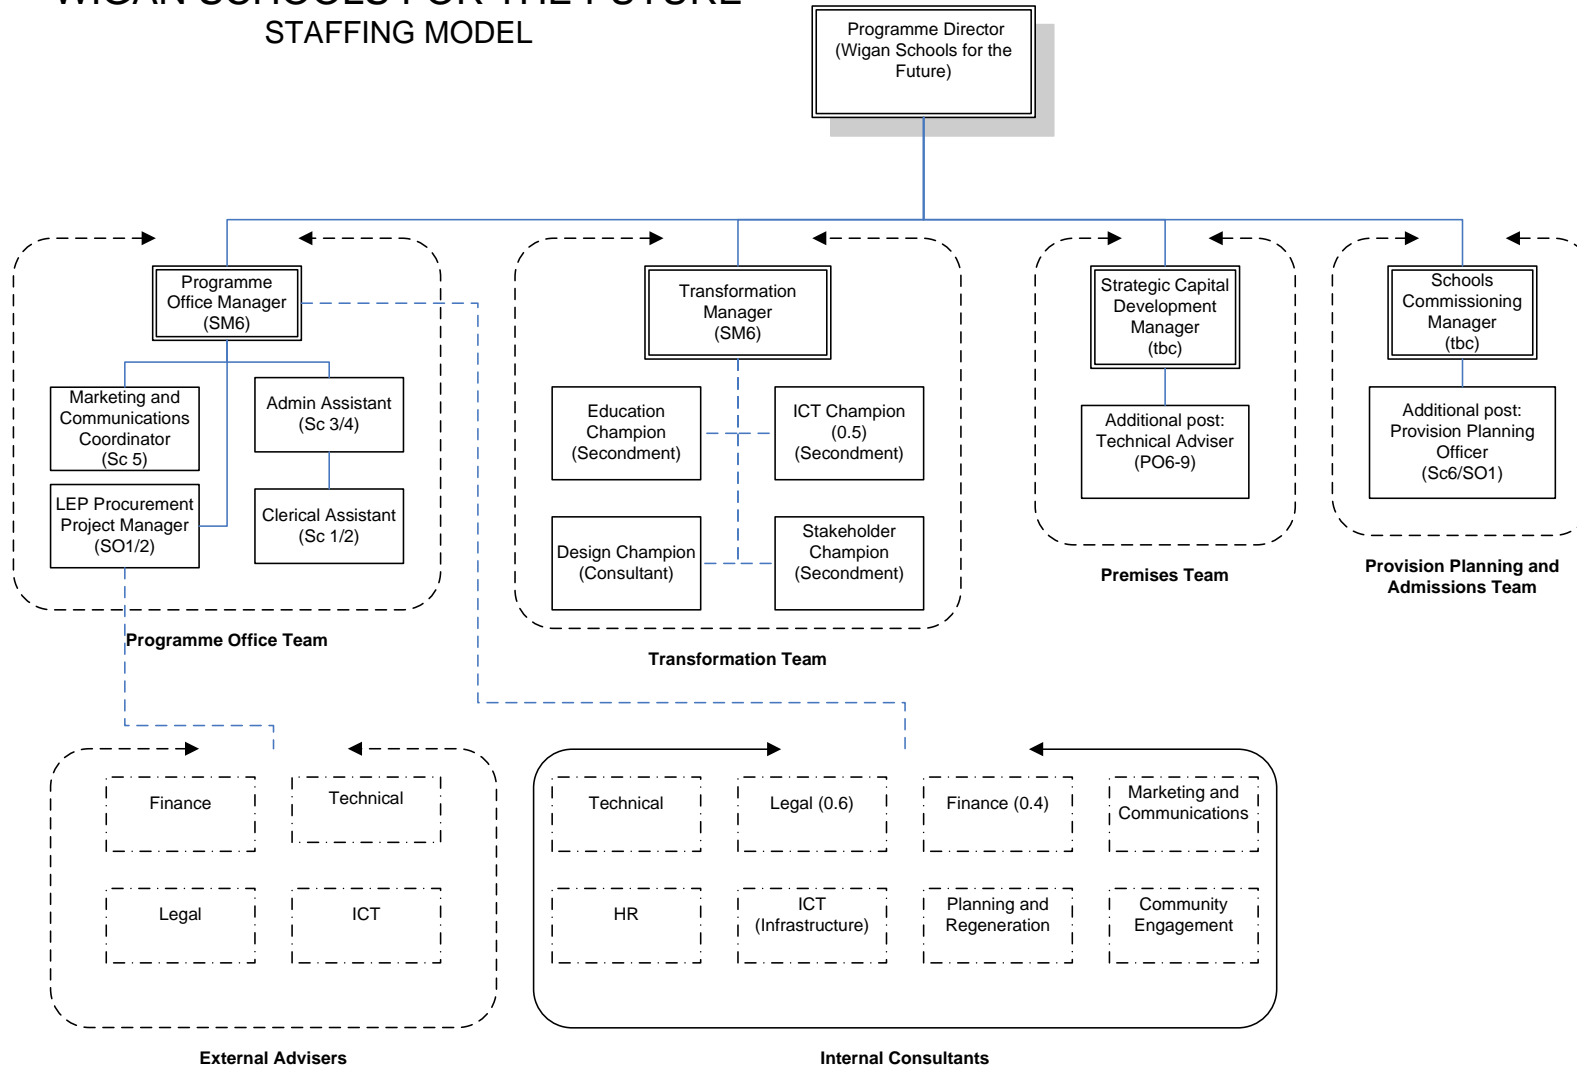 WIGAN SCHOOLS FOR THE FUTURE
STAFFING MODEL
Programme Director
(Wigan Schools for the
Future)
Programme
Office Manager
(SM6)
Transformation
Manager
(SM6)
Strategic Capital
Development
Manager
(tbc)
Schools
Commissioning
Manager
(tbc)
Marketing and
Communications
Coordinator
(Sc 5)
Admin Assistant
(Sc 3/4)
LEP Procurement
Project Manager
(SO1/2)
Clerical Assistant
(Sc 1/2)
Education
Champion
(Secondment)
ICT Champion
(0.5)
(Secondment)
Design Champion
(Consultant)
Stakeholder
Champion
(Secondment)
Additional post:
Technical Adviser
(PO6-9)
Additional post:
Provision Planning
Officer
(Sc6/SO1)
Programme Office Team
Transformation Team
Premises Team
Provision Planning and
Admissions Team
Finance
Technical
Legal
ICT
External Advisers
Technical
Legal (0.6)
Finance (0.4)
Marketing and
Communications
HR
ICT
(Infrastructure)
Planning and
Regeneration
Community
Engagement
Internal Consultants